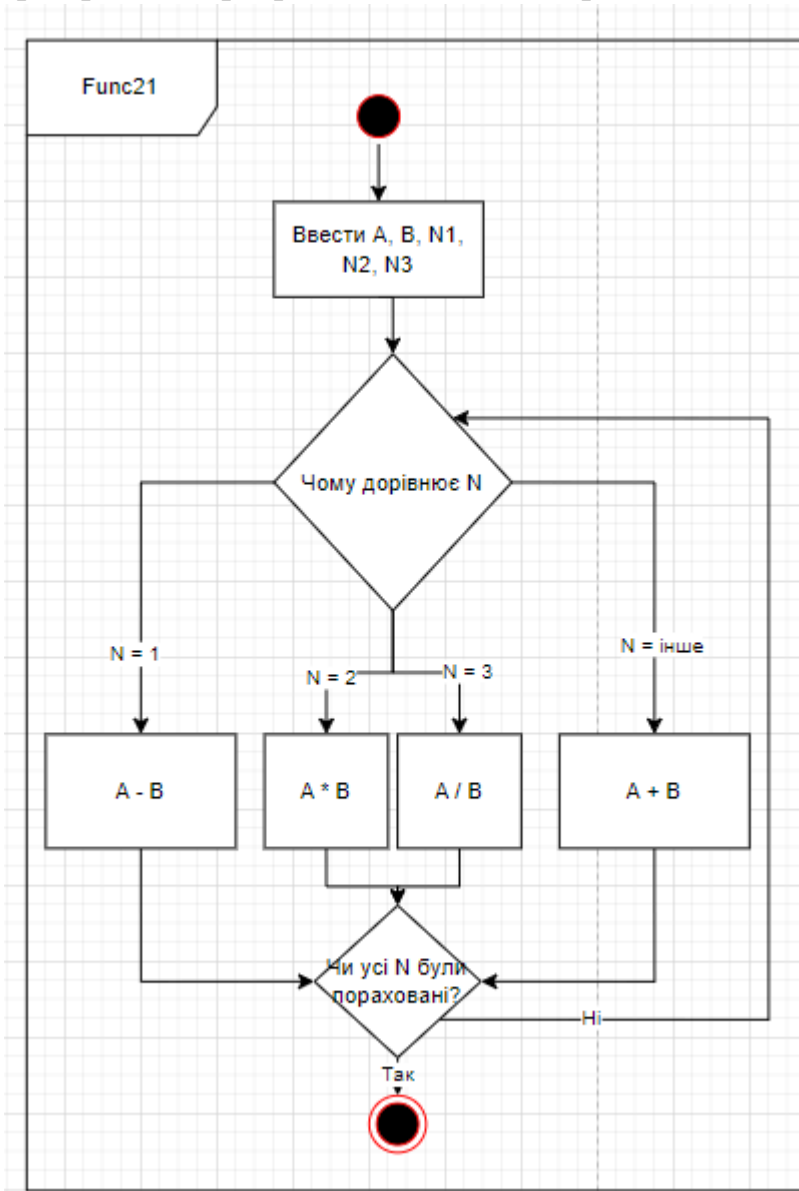 Func21
Ввести A, B, N1,
N2, N3
Чому дорівнює N
N = 1
N = 2
N = 3
N = інше
A - B
A * B
A / B
A + B
Чи усі N були
пораховані?
Ні
Так